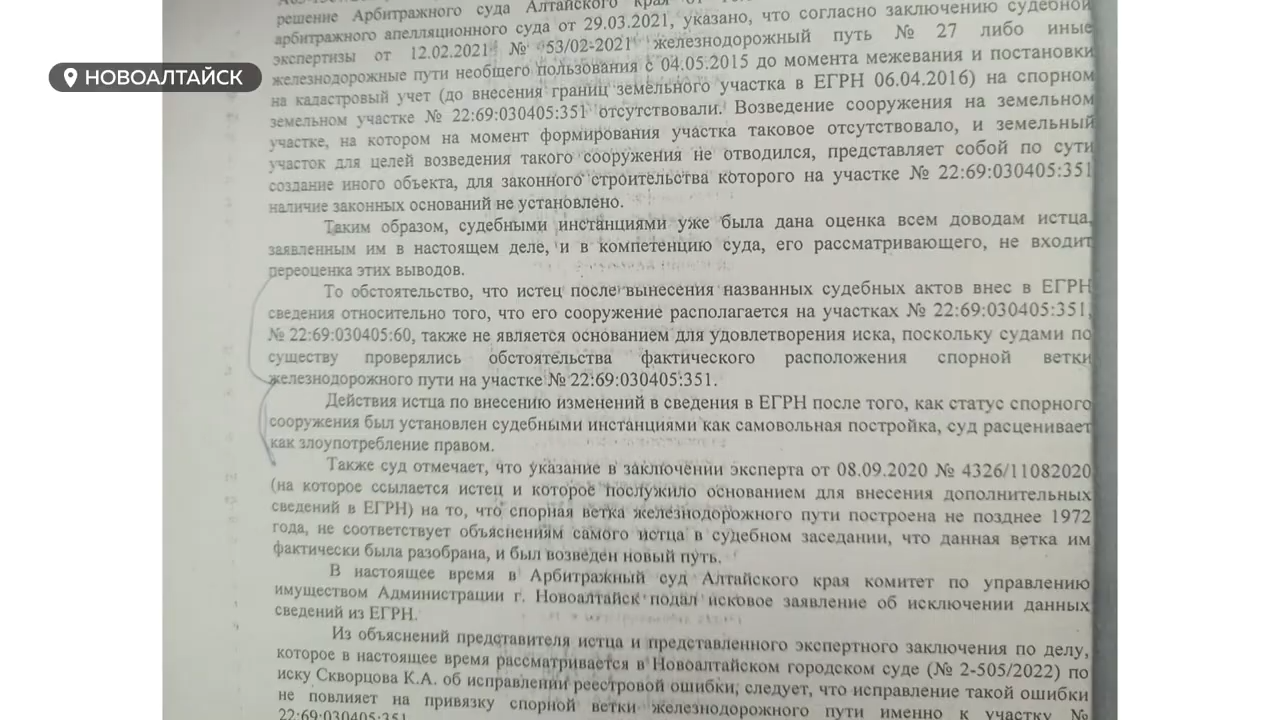 решение Арбитражного суда Алтайского края от
арбитражного апелляционного суда от 29.03.2021, указано, что согласно заключению судебной
экспертизы от 12.02.2021 № 53/02-2021 железнодорожный путь № 27 либо иные
железнодорожные пути необщего пользования с 04.05.2015 до момента межевания и постановки
НОВОАЛТАЙСК
на кадастровый учет (до внесения границ земельного участка в ЕГРН 06.04.2016) на спорном
земельном участке № 22:69:030405:351 отсутствовали. Возведение сооружения на земельном
участке, на котором на момент формирования участка таковое отсутствовало, и земельный
участок для целей возведения такого сооружения не отводился, представляет собой по сути
создание иного объекта, для законного строительства которого на участке № 22:69:030405:351
наличие законных оснований не установлено.
Таким образом, судебными инстанциями уже была дана оценка всем доводам истца,
заявленным им в настоящем деле, и в компетенцию суда, его рассматривающего, не входит
переоценка этих выводов.
То обстоятельство, что истец после вынесения названных судебных актов внес в ЕГРН
сведения относительно того, что его сооружение располагается на участках № 22:69:030405:351,
№ 22:69:030405:60, также не является основанием для удовлетворения иска, поскольку судами по
существу проверялись обстоятельства фактического расположения спорной ветки
железнодорожного пути на участке № 22:69:030405:351.
Действия истца по внесению изменений в сведения в ЕГРН после того, как статус спорного
сооружения был установлен судебными инстанциями как самовольная постройка, суд расценивает
как злоупотребление правом.
Также суд отмечает, что указание в заключении эксперта от 08.09.2020 № 4326/11082020
(на которое ссылается истец и которое послужило основанием для внесения дополнительных
сведений в ЕГРН) на то, что спорная ветка железнодорожного пути построена не позднее 1972
года, не соответствует объяснениям самого истца в судебном заседании, что данная ветка им
фактически была разобрана, и был возведен новый путь.
В настоящее время в Арбитражный суд Алтайского края комитет по управлению
имуществом Администрации г. Новоалтайск подал исковое заявление об исключении данных
сведений из ЕГРН.
Из объяснений представителя истца и представленного экспертного заключения по делу,
которое в настоящее время рассматривается в Новоалтайском городском суде (№ 2-505/2022) по
иску Скворцова К.А. об исправлении реестровой ошибки, следует, что исправление такой ошибки
не повлияет на привязку спорной ветки железнодорожного пути именно к участку №
22:69:030405:351